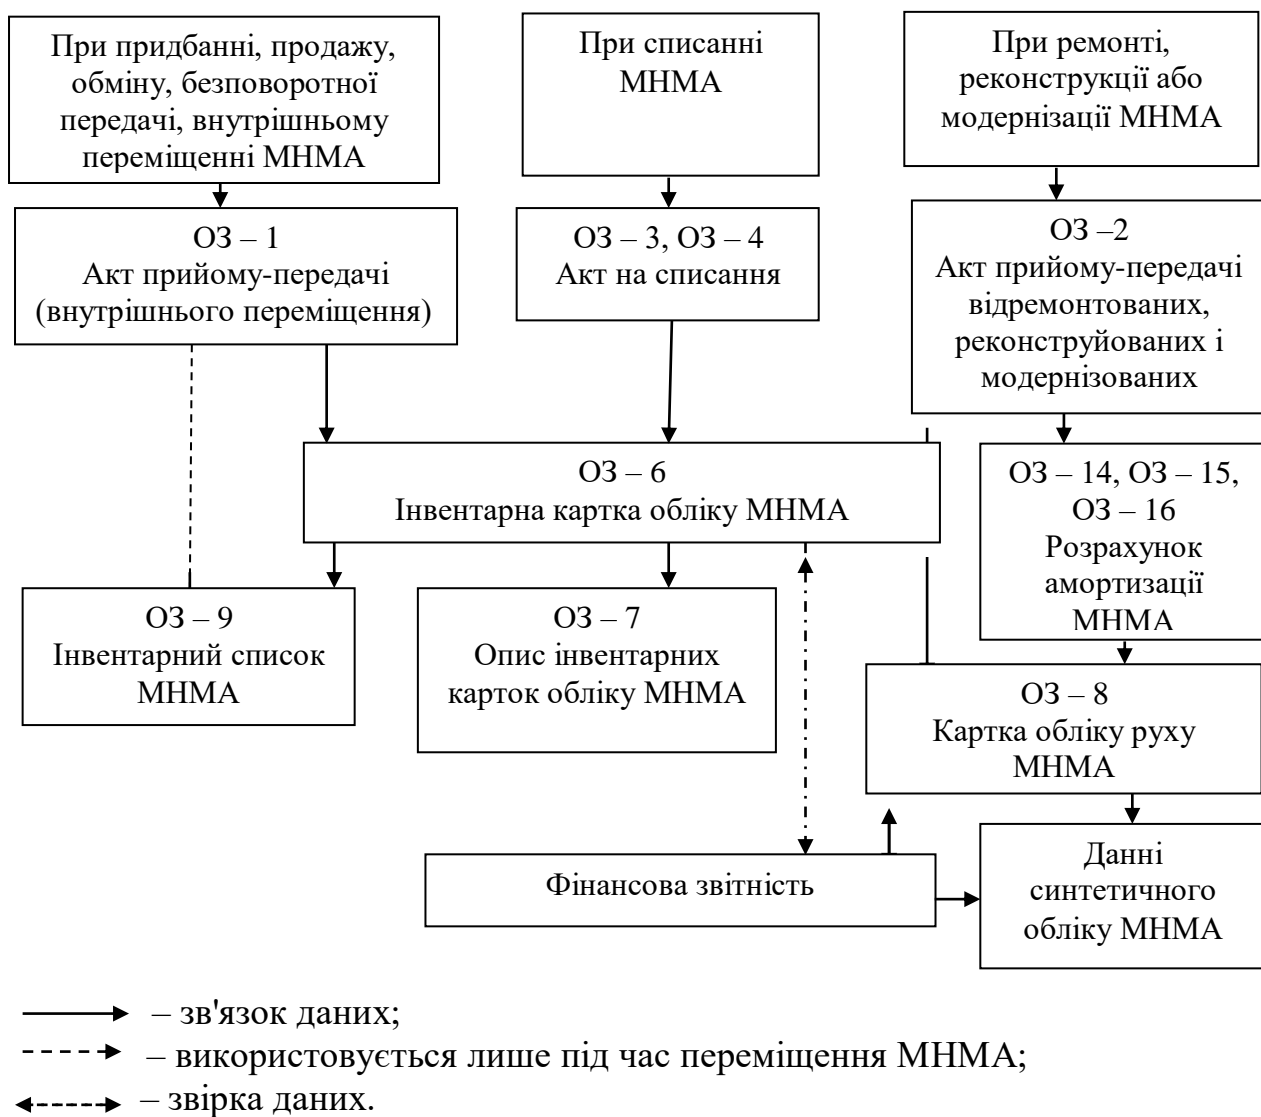 При придбанні, продажу,
обміну, безповоротної
передачі, внутрішньому
переміщенні МНМА
При списанні
МНМА
При ремонті,
реконструкції або
модернізації МНМА
ОЗ – 1
Акт прийому-передачі
(внутрішнього переміщення)
ОЗ – 3, ОЗ – 4
Акт на списання
ОЗ –2
Акт прийому-передачі
відремонтованих,
реконструйованих і
модернізованих
ОЗ – 6
Інвентарна картка обліку МНМА
ОЗ – 14, ОЗ – 15,
ОЗ – 16
Розрахунок
амортизації
МНМА
ОЗ – 9
Інвентарний список
МНМА
ОЗ – 7
Опис інвентарних
карток обліку МНМА
ОЗ – 8
Картка обліку руху
МНМА
Фінансова звітність
Данні
синтетичного
обліку МНМА
– зв'язок даних;
– використовується лише під час переміщення МНМА;
– звірка даних.